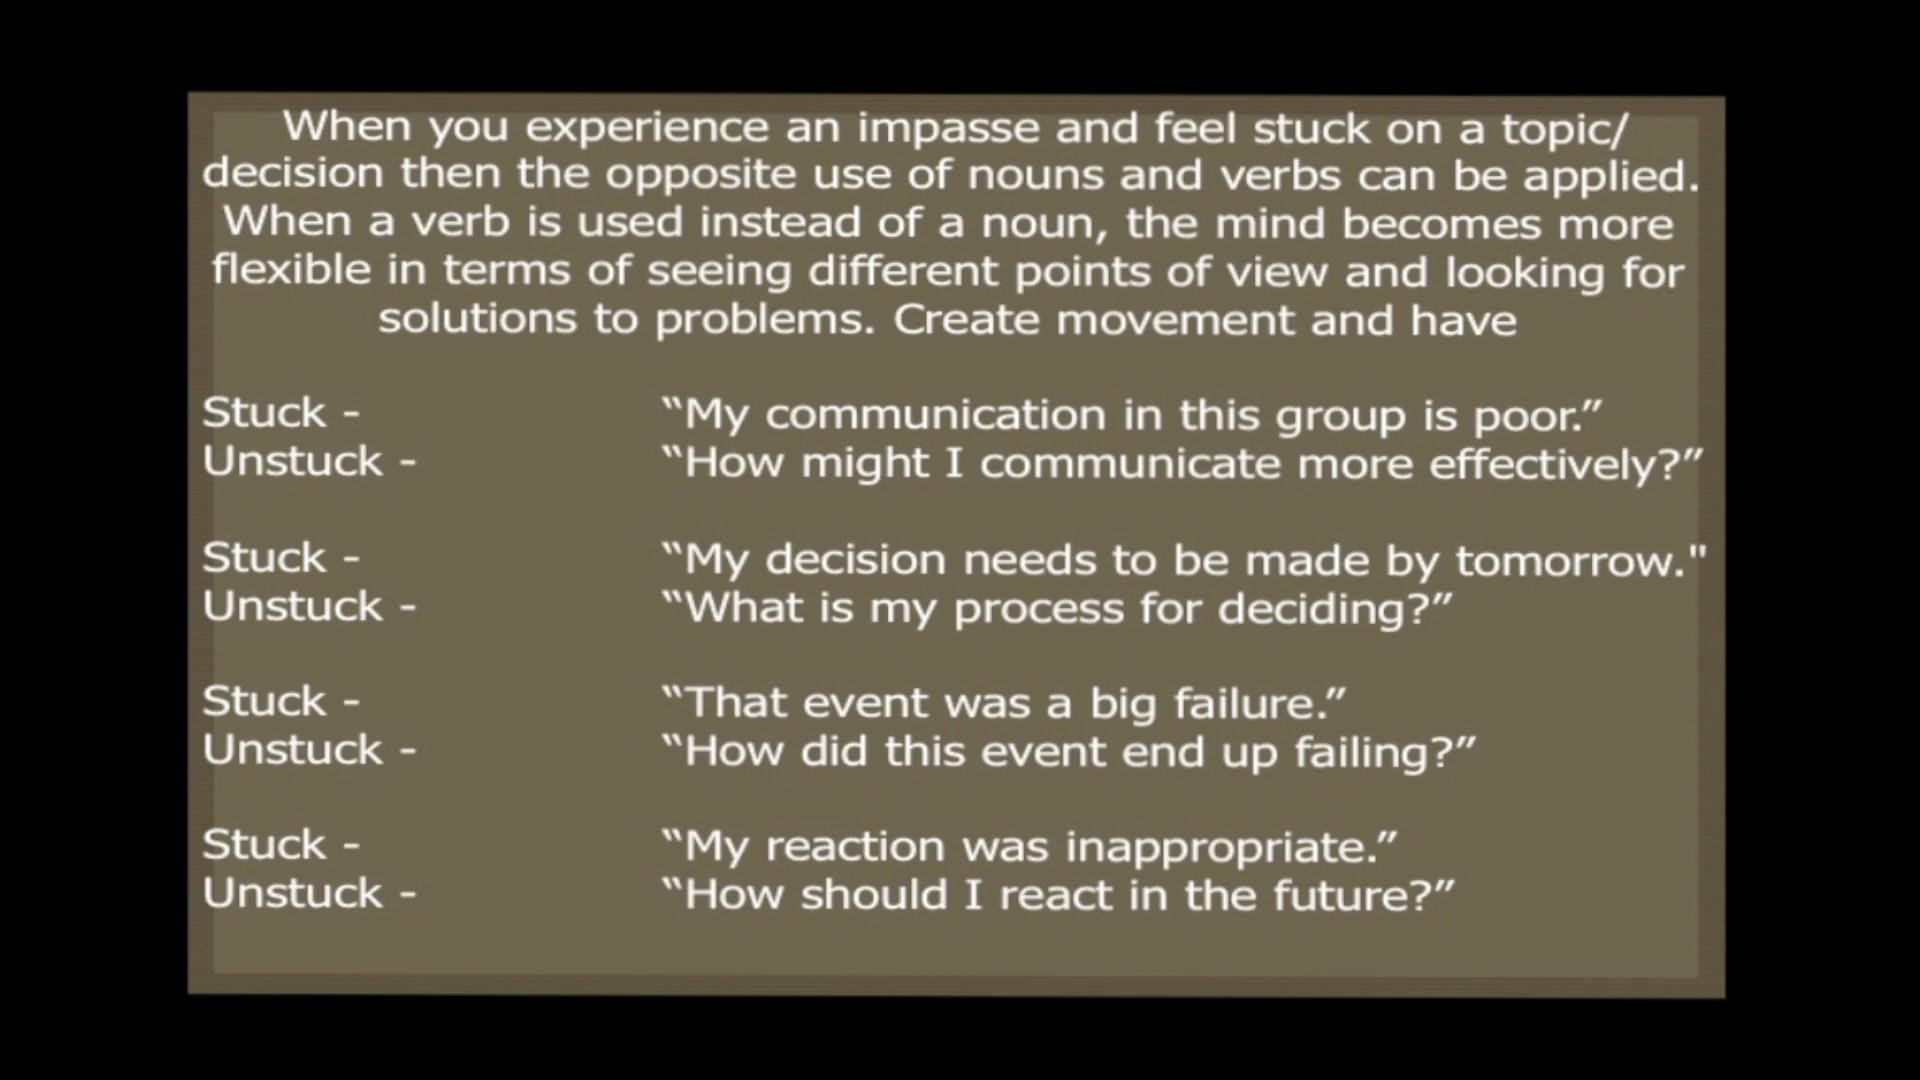 When you experience an impasse and feel stuck on a topic/
decision then the opposite use of nouns and verbs can be applied.
When a verb is used instead of a noun, the mind becomes more
flexible in terms of seeing different points of view and looking for
solutions to problems. Create movement and have
Stuck - “My communication in this group is poor.”
Unstuck - “How might I communicate more effectively?”
Stuck - “My decision needs to be made by tomorrow."
Unstuck - “What is my process for deciding?”
Stuck - “That event was a big failure.”
Unstuck - “How did this event end up failing?”
Stuck - “My reaction was inappropriate.”
Unstuck - “How should I react in the future?”